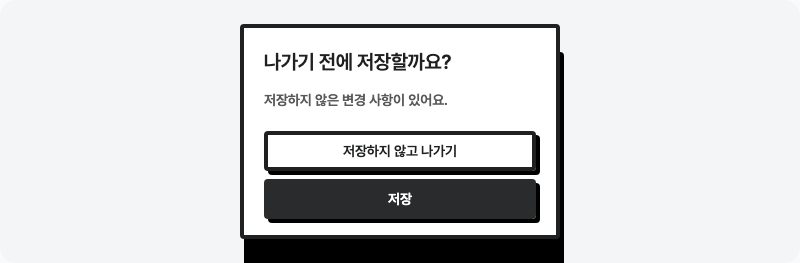 나가기 전에 저장할까요?
저장하지 않은 변경 사항이 있어요.
저장하지 않고 나가기
저장